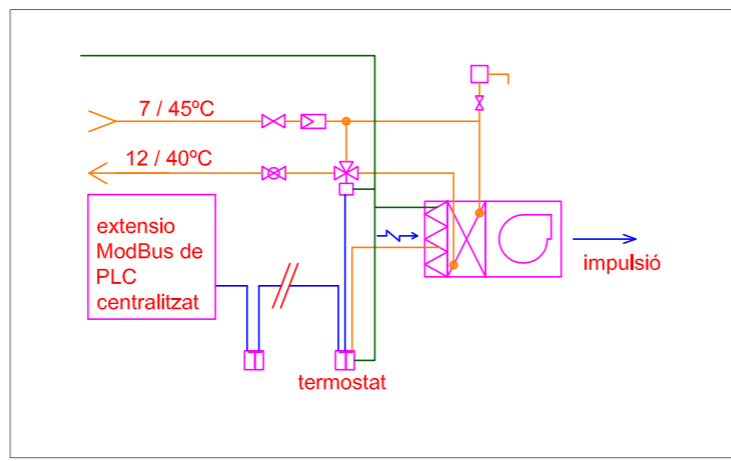 7 / 45ºC
12 / 40ºC
extensio
ModBus de
PLC
centralitzat
impulsió
termostat